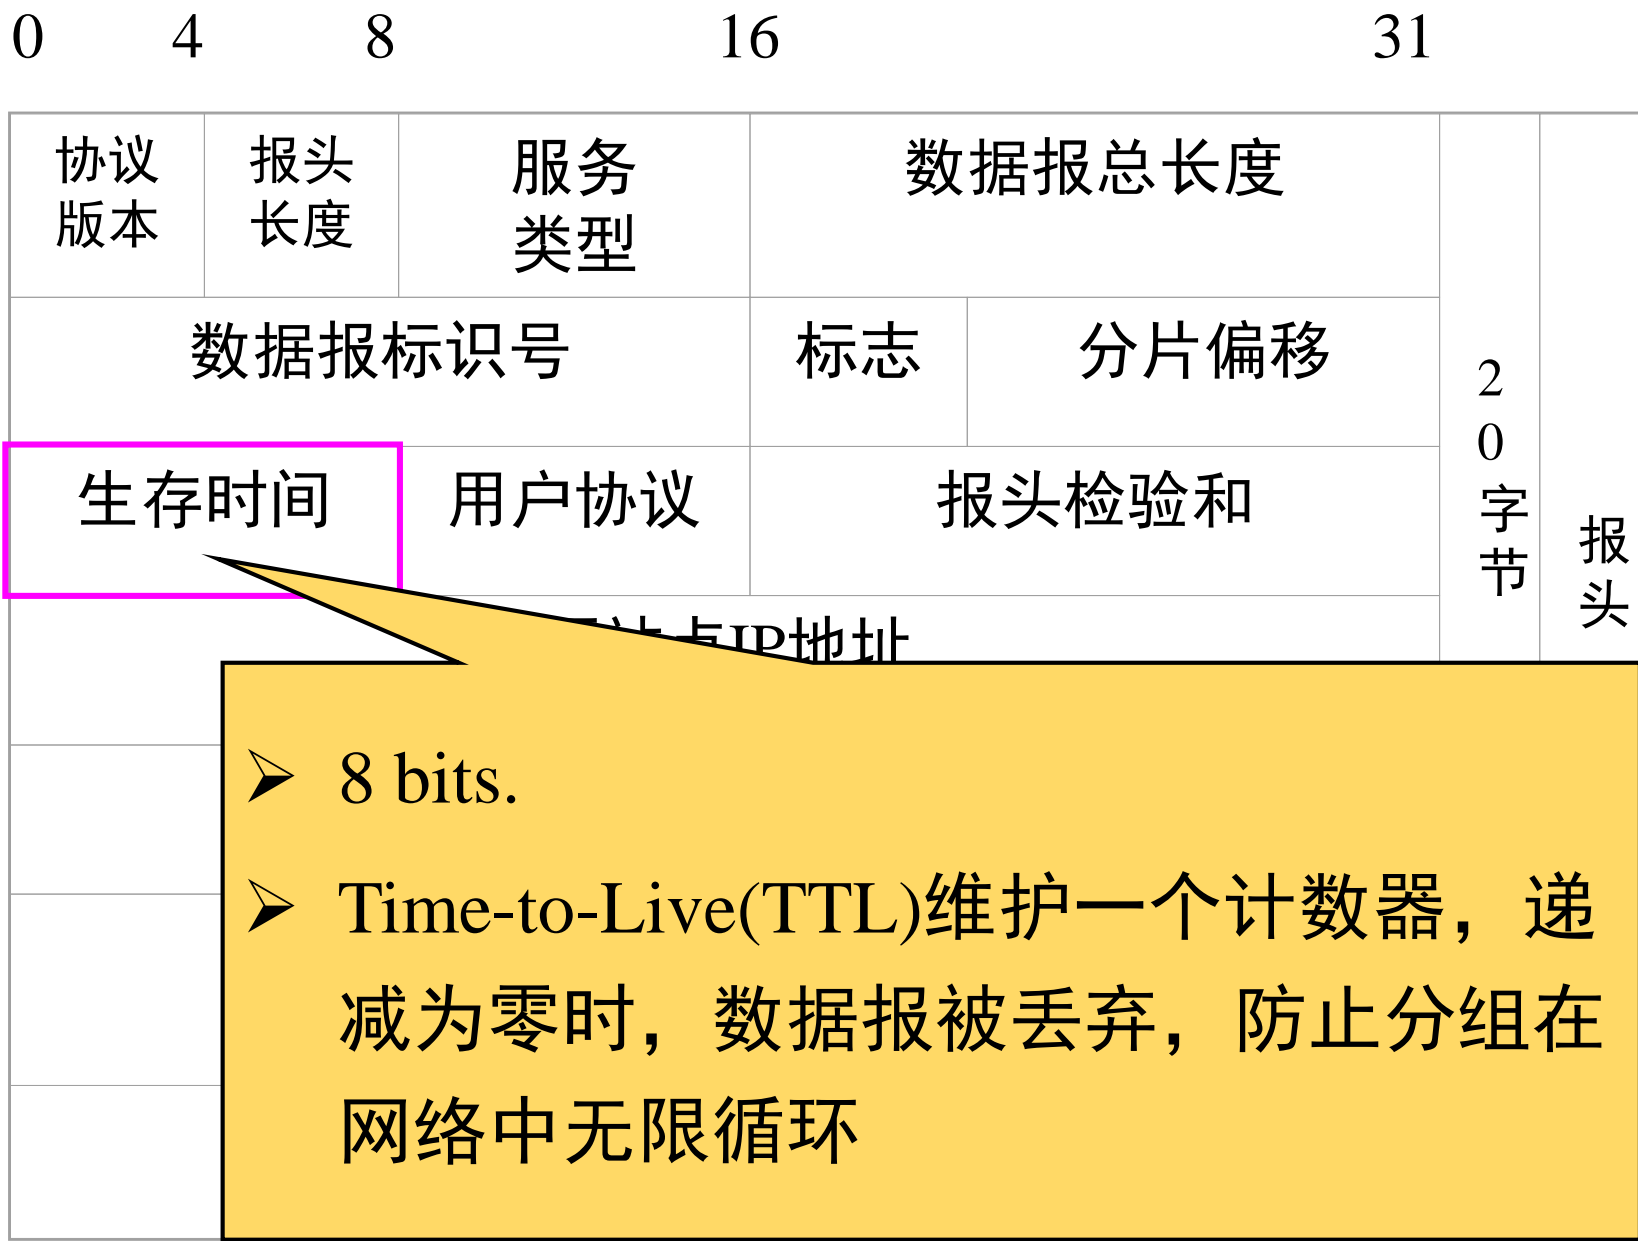 0 4 8 16 31
协议
版本
报头
长度
服务
类型
数据报总长度
数据报标识号
标志
分片偏移
生存时间
用户协议
报头检验和
20字节
报头
IP地址
8 bits.
Time-to-Live(TTL)维护一个计数器，递
减为零时，数据报被丢弃，防止分组在
网络中无限循环